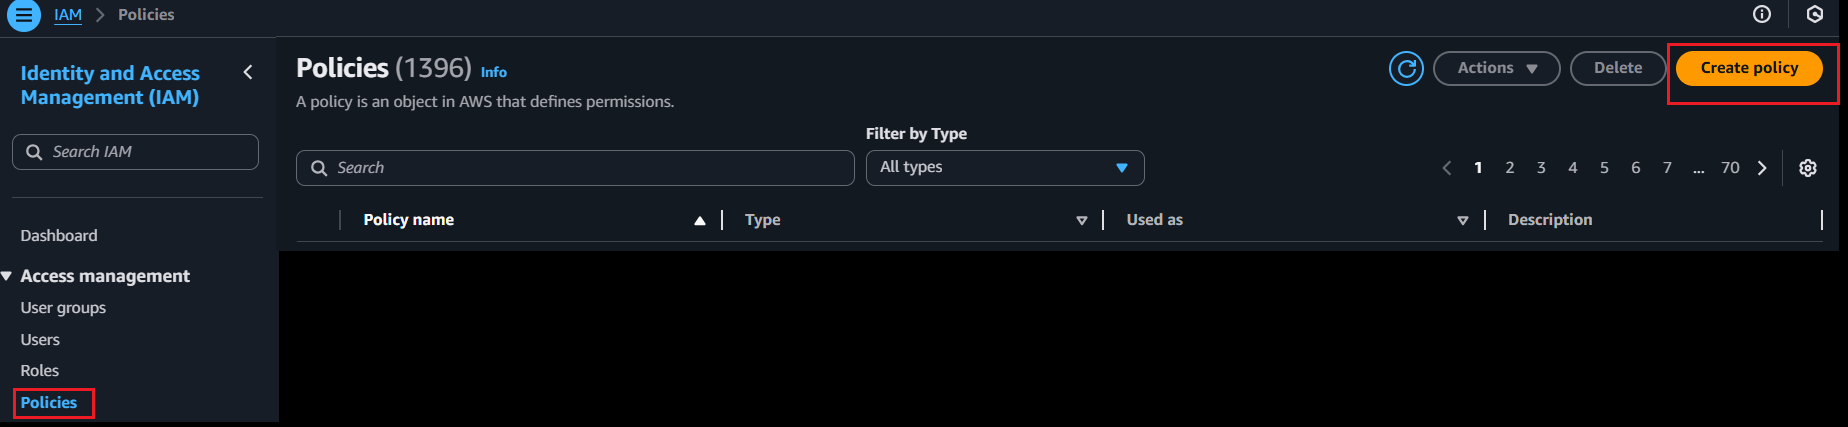 IAM > Policies
Identity and Access
Management (IAM)
Search IAM
Dashboard
Access management
User groups
Users
Roles
Policies
Policies (1396) Info
A policy is an object in AWS that defines permissions.
Actions
Delete
Create policy
Filter by Type
Search
All types
1 2 3 4 5 6 7 ... 70
Policy name
Type
Used as
Description